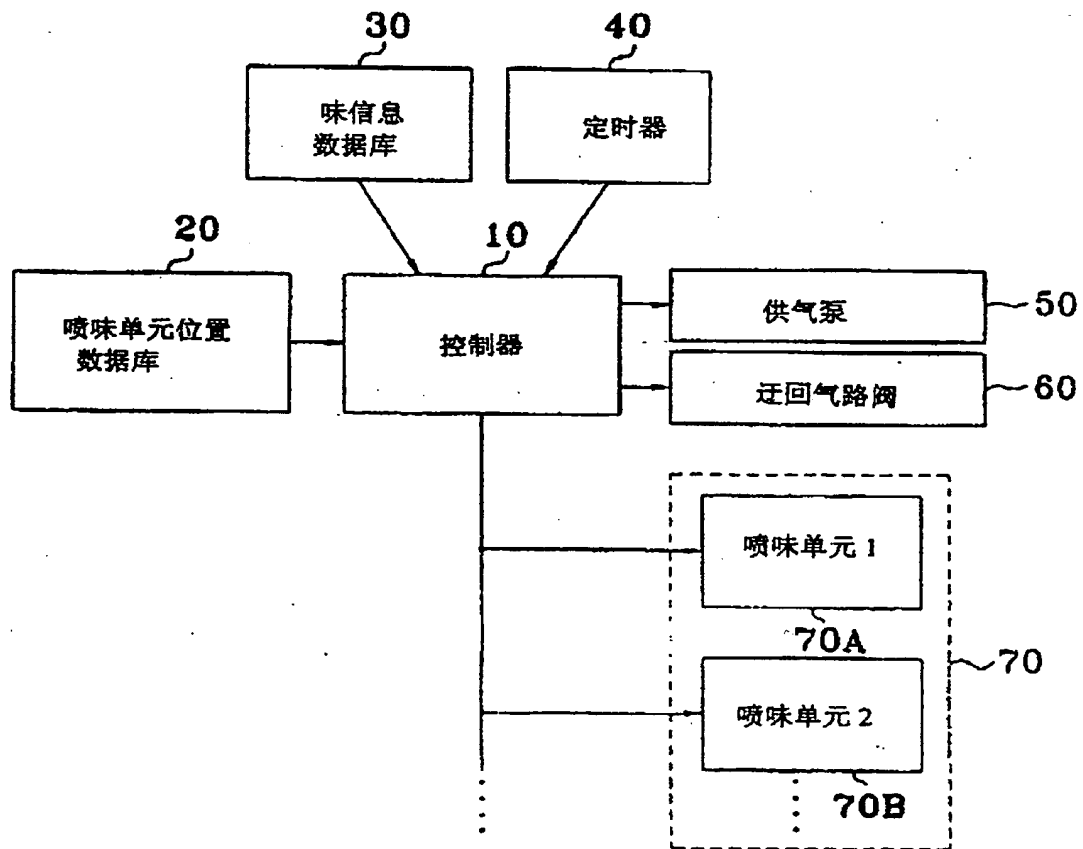 30
40
味信息
数据库
定时器
20
10
喷味单元位置
数据库
控制器
供气泵
50
迂回气路阀
60
喷味单元 1
70A
70
喷味单元 2
70B